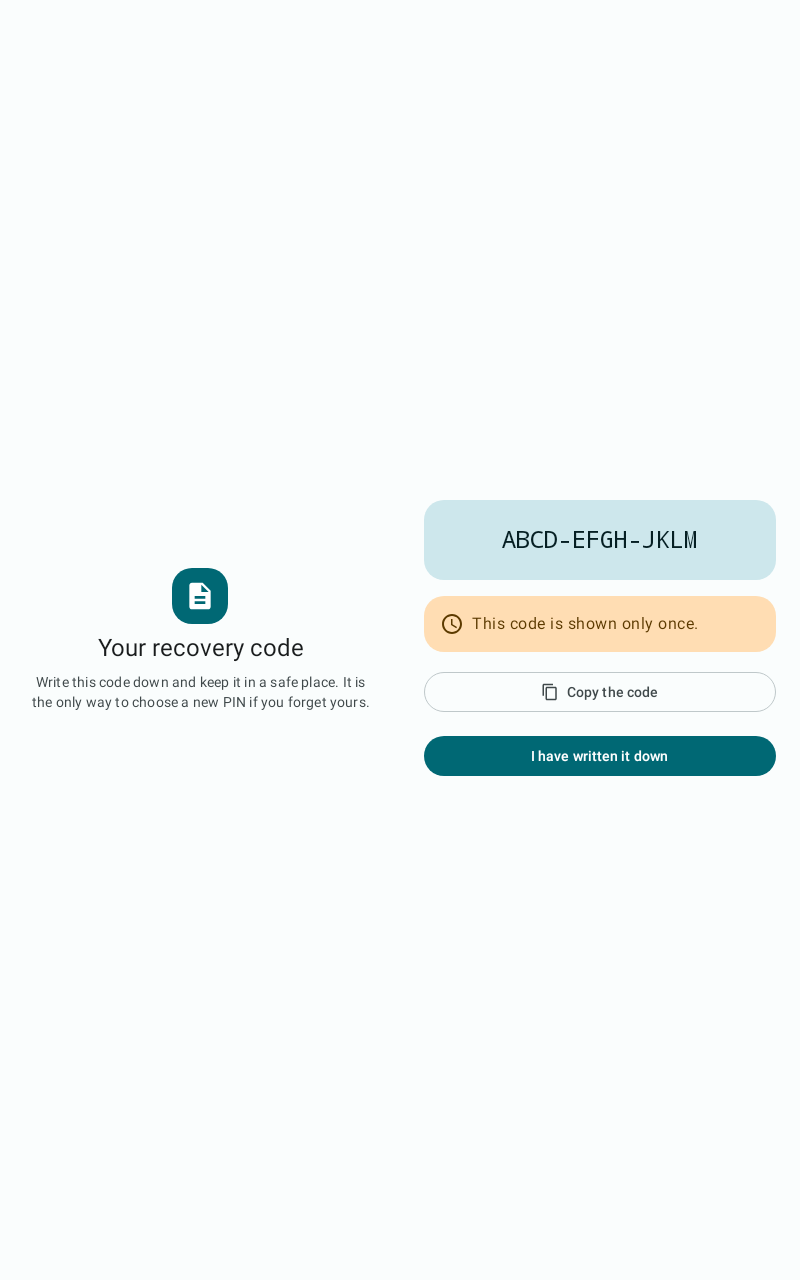 Your recovery code
Write this code down and keep it in a safe place. It is
the only way to choose a new PIN if you forget yours.
ABCD-EFGH-JKLM
This code is shown only once.
Copy the code
I have written it down